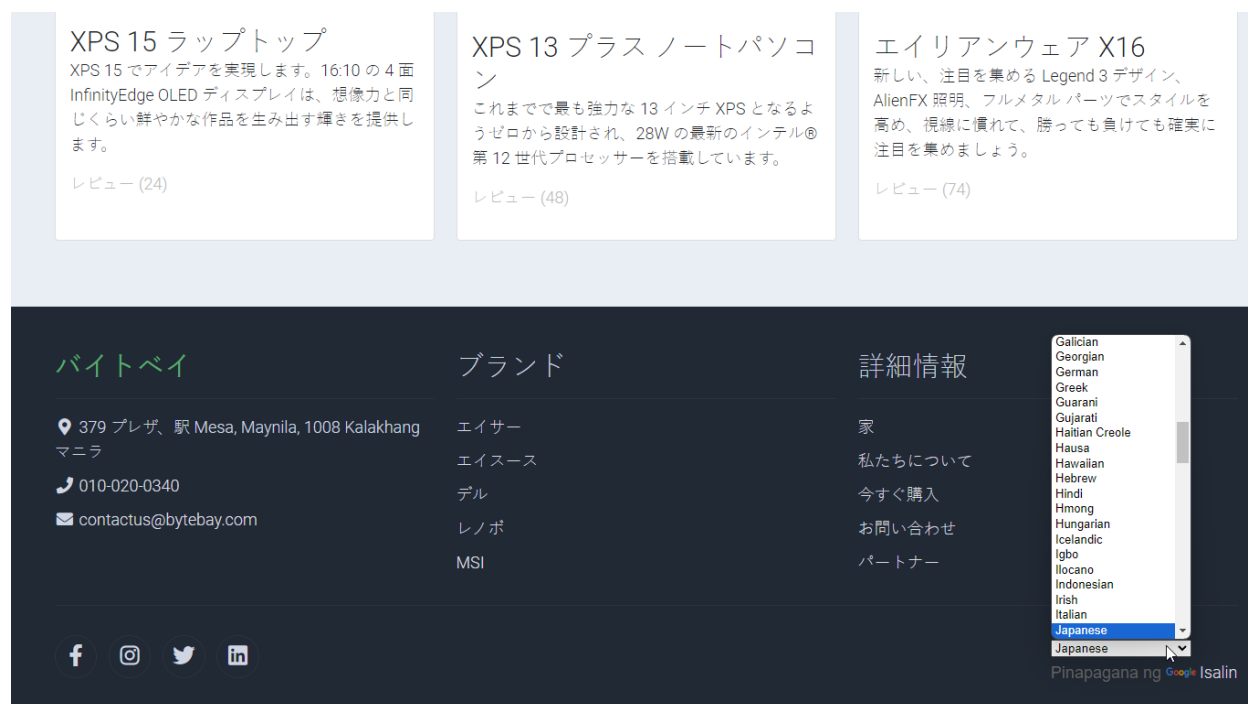 XPS 15 ラップトップ
XPS 15 でアイデアを実現します。16:10 の 4 面
InfinityEdge OLED ディスプレイは、想像力と同
じくらい鮮やかな作品を生み出す輝きを提供し
ます。
レビュー (24)
XPS 13 プラス ノートパソコ
ン
これまでで最も強力な 13 インチ XPS となるよ
うゼロから設計され、28W の最新のインテル®
第 12 世代プロセッサーを搭載しています。
レビュー (48)
エイリアンウェア X16
新しい、注目を集める Legend 3 デザイン、
AlienFX 照明、フルメタル パーツでスタイルを
高め、視線に慣れて、勝っても負けても確実に
注目を集めましょう。
レビュー (74)
バイトベイ
379 プレザ、駅 Mesa, Maynila, 1008 Kalakhang
マニラ
010-020-0340
contactus@bytebay.com
ブランド
エイサー
エイスース
デル
レノボ
MSI
詳細情報
家
私たちについて
今すぐ購入
お問い合わせ
パートナー
Galician
Georgian
German
Greek
Guarani
Gujarati
Haitian Creole
Hausa
Hawaiian
Hebrew
Hindi
Hmong
Hungarian
Icelandic
Igbo
Ilocano
Indonesian
Irish
Italian
Japanese
Japanese
Pinapagana ng Google Isalin